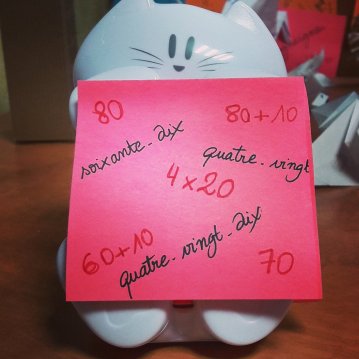 80
80+10
soixante-dix
quatre-vingt
4×20
quatre-vingt-dix
60+10
70